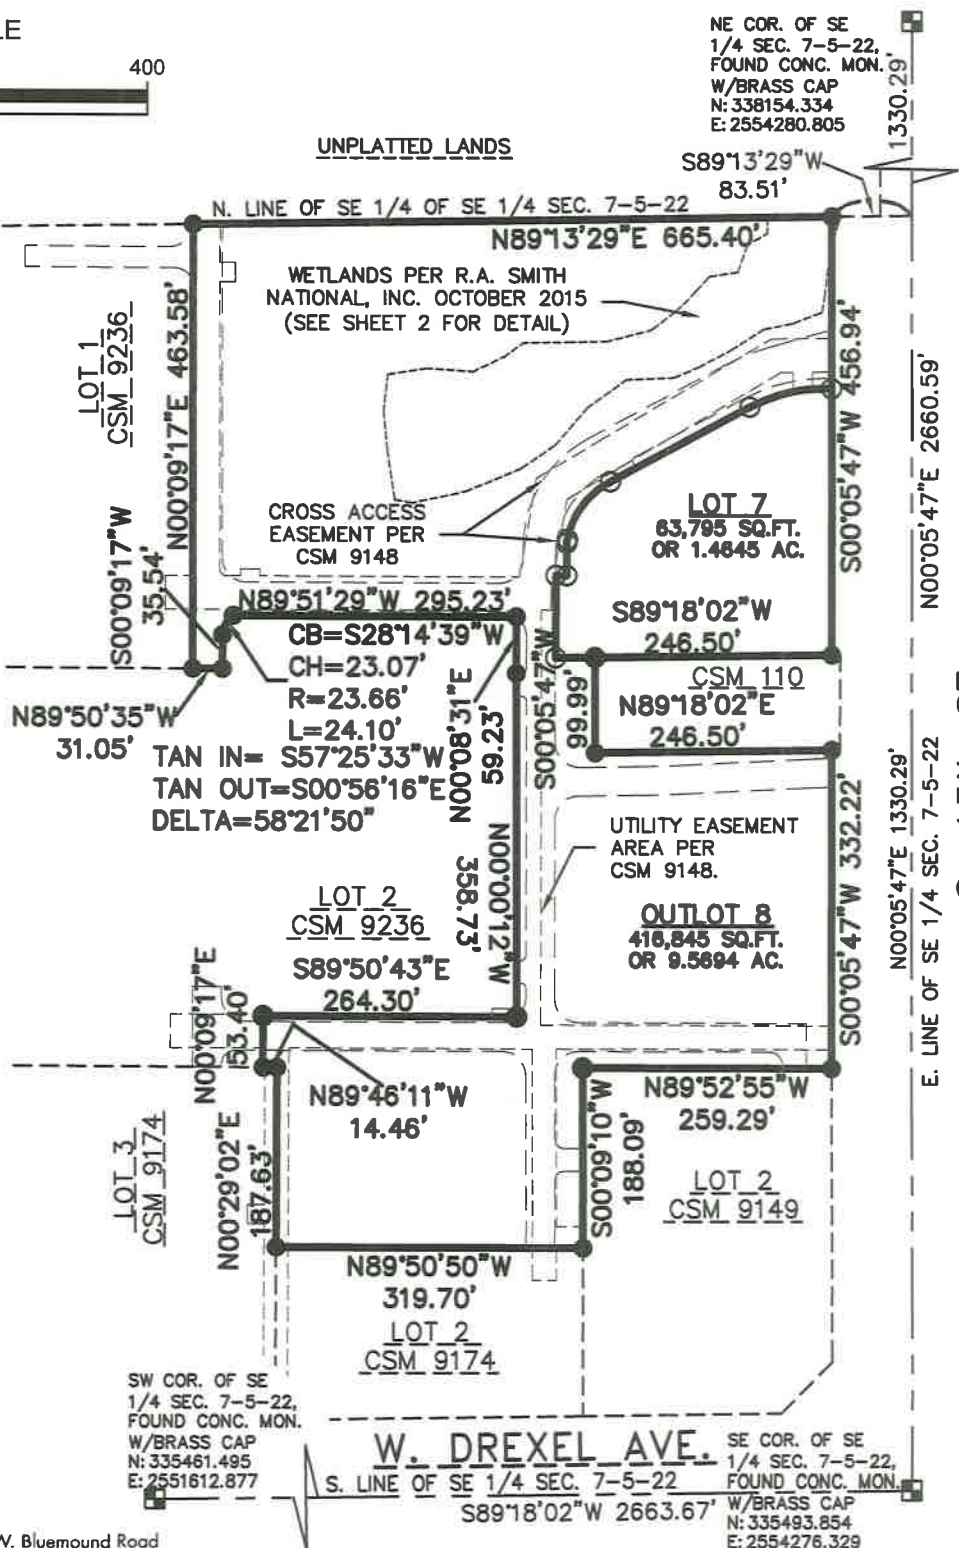 LE
400
NE COR. OF SE
1/4 SEC. 7-5-22,
FOUND CONC. MON.
W/BRASS CAP
N: 338154.334
E: 2554280.805
1330.29'
UNPLATTED LANDS
S89°13'29"W
83.51'
N. LINE OF SE 1/4 OF SE 1/4 SEC. 7-5-22
N89°13'29"E 665.40'
WETLANDS PER R.A. SMITH
NATIONAL, INC. OCTOBER 2015
(SEE SHEET 2 FOR DETAIL)
LOT 1
CSM 9236
N00°09'17"E 463.58'
S00°05'47"W 456.94'
N00°05'47"E 2660.59'
CROSS ACCESS
EASEMENT PER
CSM 9148
LOT 7
63,795 SQ.FT.
OR 1.4645 AC.
S00°09'17"W
35.54'
N89°51'29"W 295.23'
CB=S28°14'39"W
CH=23.07'
R=23.66'
L=24.10'
TAN IN= S57°25'33"W
TAN OUT=S00°56'16"E
DELTA=58°21'50"
S89°18'02"W
246.50'
CSM 110
N89°18'02"E
246.50'
N89°50'35"W
31.05'
N00°08'31"E
59.23'
S00°05'47"W
99.99'
N00°00'12"W
358.73'
UTILITY EASEMENT
AREA PER
CSM 9148.
S00°05'47"W 332.22'
N00°05'47"E 1330.29'
E. LINE OF SE 1/4 SEC. 7-5-22
LOT 2
CSM 9236
OUTLOT 8
416,845 SQ.FT.
OR 9.5694 AC.
S89°50'43"E
264.30'
N00°09'17"E
53.40'
N89°46'11"W
14.46'
N89°52'55"W
259.29'
LOT 3
CSM 9174
N00°29'02"E
187.63'
S00°09'10"W
188.09'
LOT 2
CSM 9149
N89°50'50"W
319.70'
LOT 2
CSM 9174
SW COR. OF SE
1/4 SEC. 7-5-22,
FOUND CONC. MON.
W/BRASS CAP
N: 335461.495
E: 2551612.877
W. DREXEL AVE.
S. LINE OF SE 1/4 SEC. 7-5-22
S89°18'02"W 2663.67'
SE COR. OF SE
1/4 SEC. 7-5-22,
FOUND CONC. MON.
W/BRASS CAP
N: 335493.854
E: 2554276.329
W. Bluemound Road